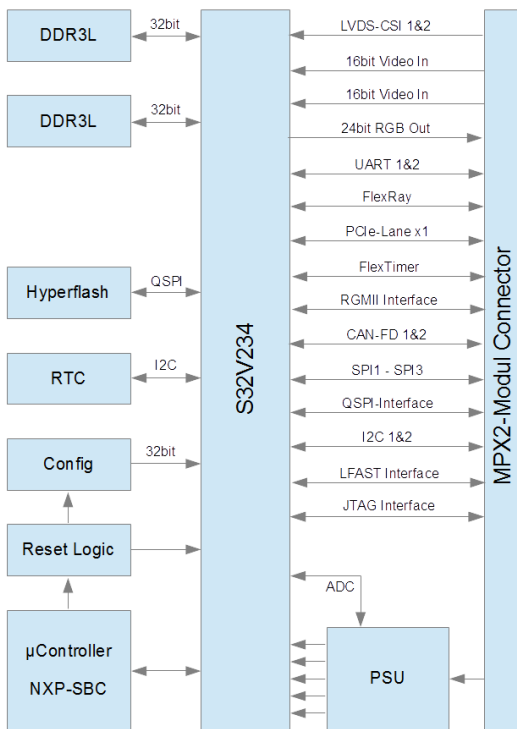 DDR3L
32bit
DDR3L
32bit
Hyperflash
QSPI
RTC
I2C
Config
32bit
Reset Logic
µController
NXP-SBC
S32V234
LVDS-CSI 1&2
16bit Video In
16bit Video In
24bit RGB Out
UART 1&2
FlexRay
PCIe-Lane x1
FlexTimer
RGMII Interface
CAN-FD 1&2
SPI1 - SPI3
QSPI-Interface
I2C 1&2
LFAST Interface
JTAG Interface
ADC
PSU
MPX2-Modul Connector